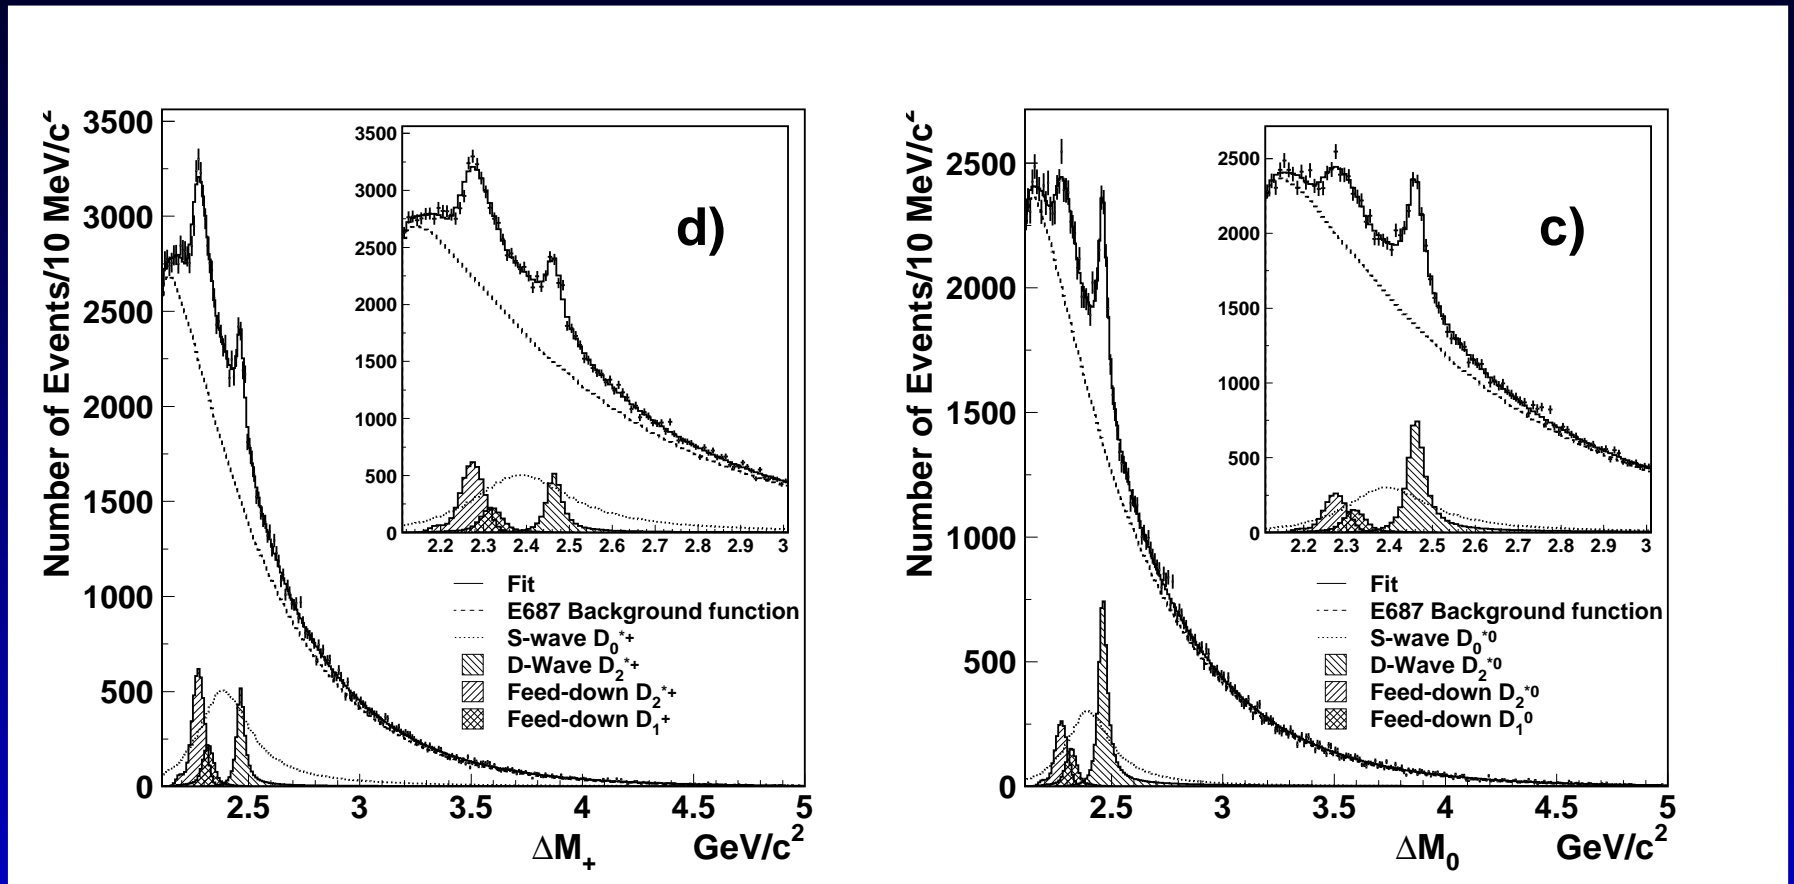 Number of Events/10 MeV/c²
3500
3000
2500
2000
1500
1000
500
0
2.5 3 3.5 4 4.5 5
ΔM₊ GeV/c²
3500
3000
2500
2000
1500
1000
500
0
2.2 2.3 2.4 2.5 2.6 2.7 2.8 2.9 3
d)
Fit
E687 Background function
S-wave D₀*⁺
D-Wave D₂*⁺
Feed-down D₂*⁺
Feed-down D₁⁺
Number of Events/10 MeV/c²
2500
2000
1500
1000
500
0
2.5 3 3.5 4 4.5 5
ΔM₀ GeV/c²
2500
2000
1500
1000
500
0
2.2 2.3 2.4 2.5 2.6 2.7 2.8 2.9 3
c)
Fit
E687 Background function
S-wave D₀*⁰
D-Wave D₂*⁰
Feed-down D₂*⁰
Feed-down D₁⁰